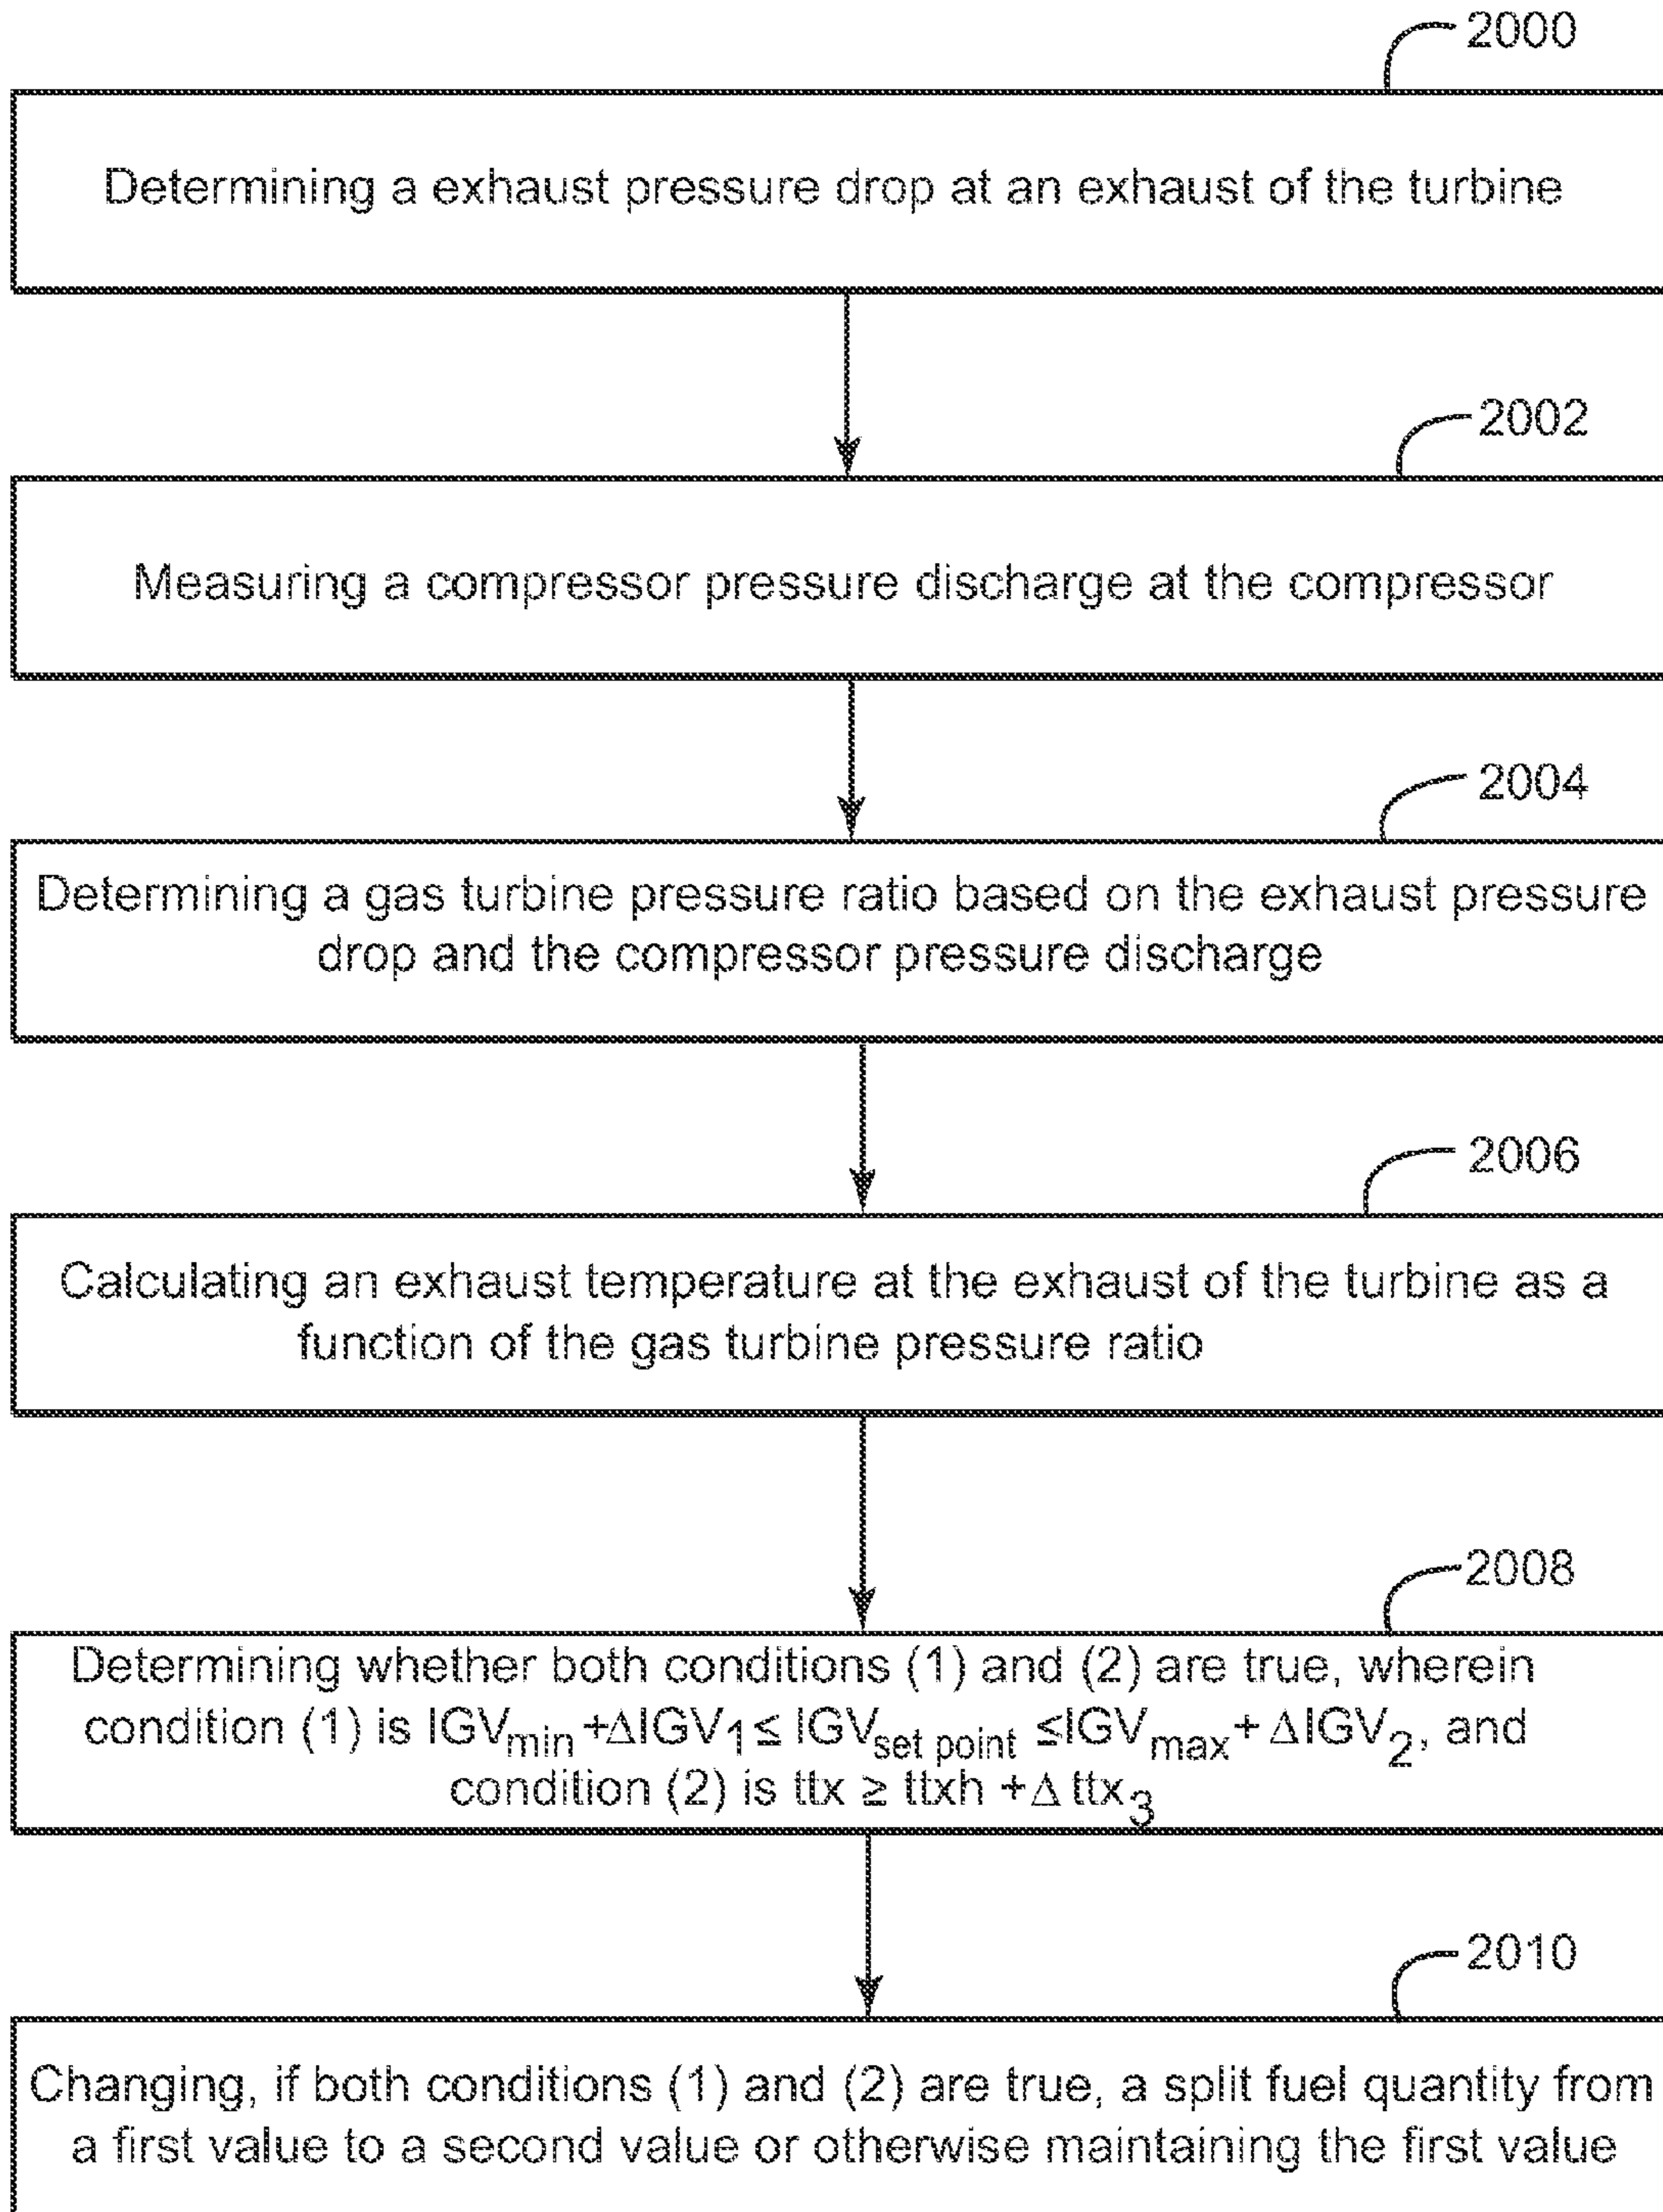 2000
Determining a exhaust pressure drop at an exhaust of the turbine
2002
Measuring a compressor pressure discharge at the compressor
2004
Determining a gas turbine pressure ratio based on the exhaust pressure
drop and the compressor pressure discharge
2006
Calculating an exhaust temperature at the exhaust of the turbine as a
function of the gas turbine pressure ratio
2008
Determining whether both conditions (1) and (2) are true, wherein
condition (1) is IGVmin+ΔIGV1 ≤ IGVset point ≤IGVmax+ ΔIGV2, and
condition (2) is ttx ≥ ttxh +Δ ttx3
2010
Changing, if both conditions (1) and (2) are true, a split fuel quantity from
a first value to a second value or otherwise maintaining the first value